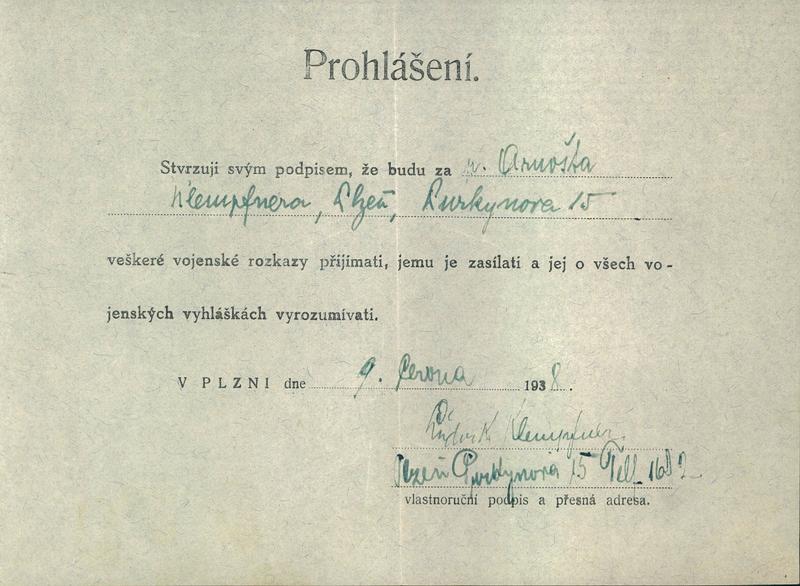 Prohlášení.
Stvrzuji svým podpisem, že budu za p. Arnošta
Klempfnera, Plzeň, Purkynova 15
veškeré vojenské rozkazy přijímati, jemu je zasílati a jej o všech vo-
jenských vyhláškách vyrozumívati.
V PLZNI dne 9. června 1938.
Klempfner
Plzeň Purkynova 15 Tel.
vlastnoruční podpis a přesná adresa.